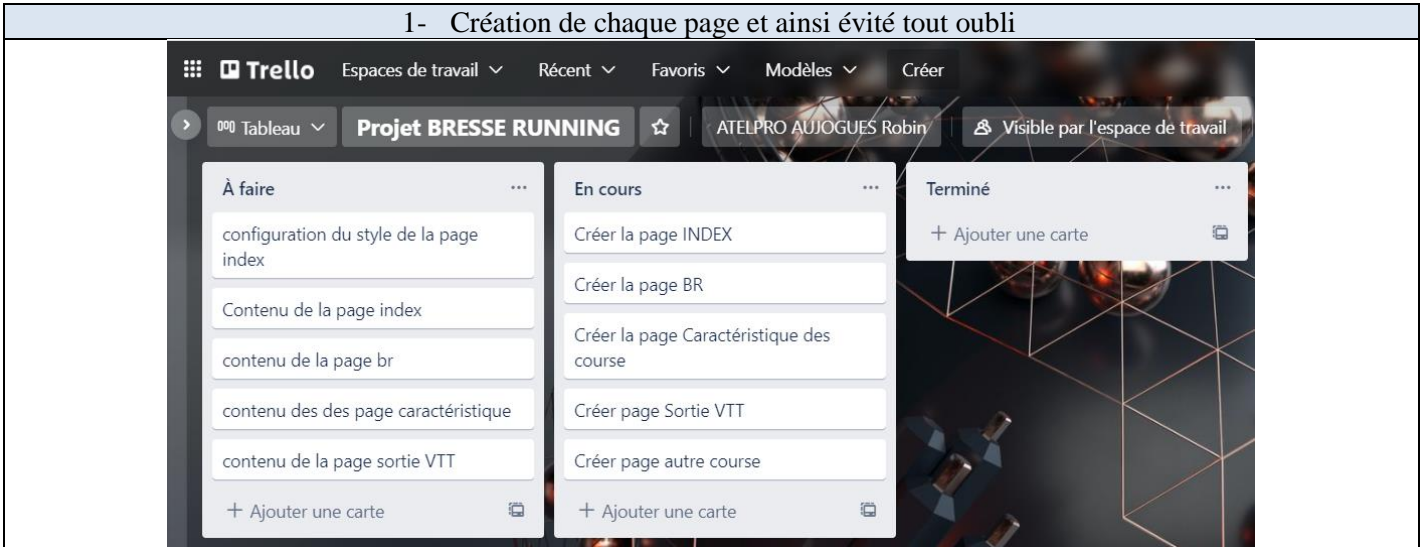 1- Création de chaque page et ainsi évité tout oubli
Trello Espaces de travail Récent Favoris Modèles Créer
Tableau Projet BRESSE RUNNING ATELPRO AUJOGUES Robin Visible par l'espace de travail
À faire
configuration du style de la page
index
Contenu de la page index
contenu de la page br
contenu des des page caractéristique
contenu de la page sortie VTT
+ Ajouter une carte
En cours
Créer la page INDEX
Créer la page BR
Créer la page Caractéristique des
course
Créer page Sortie VTT
Créer page autre course
+ Ajouter une carte
Terminé
+ Ajouter une carte